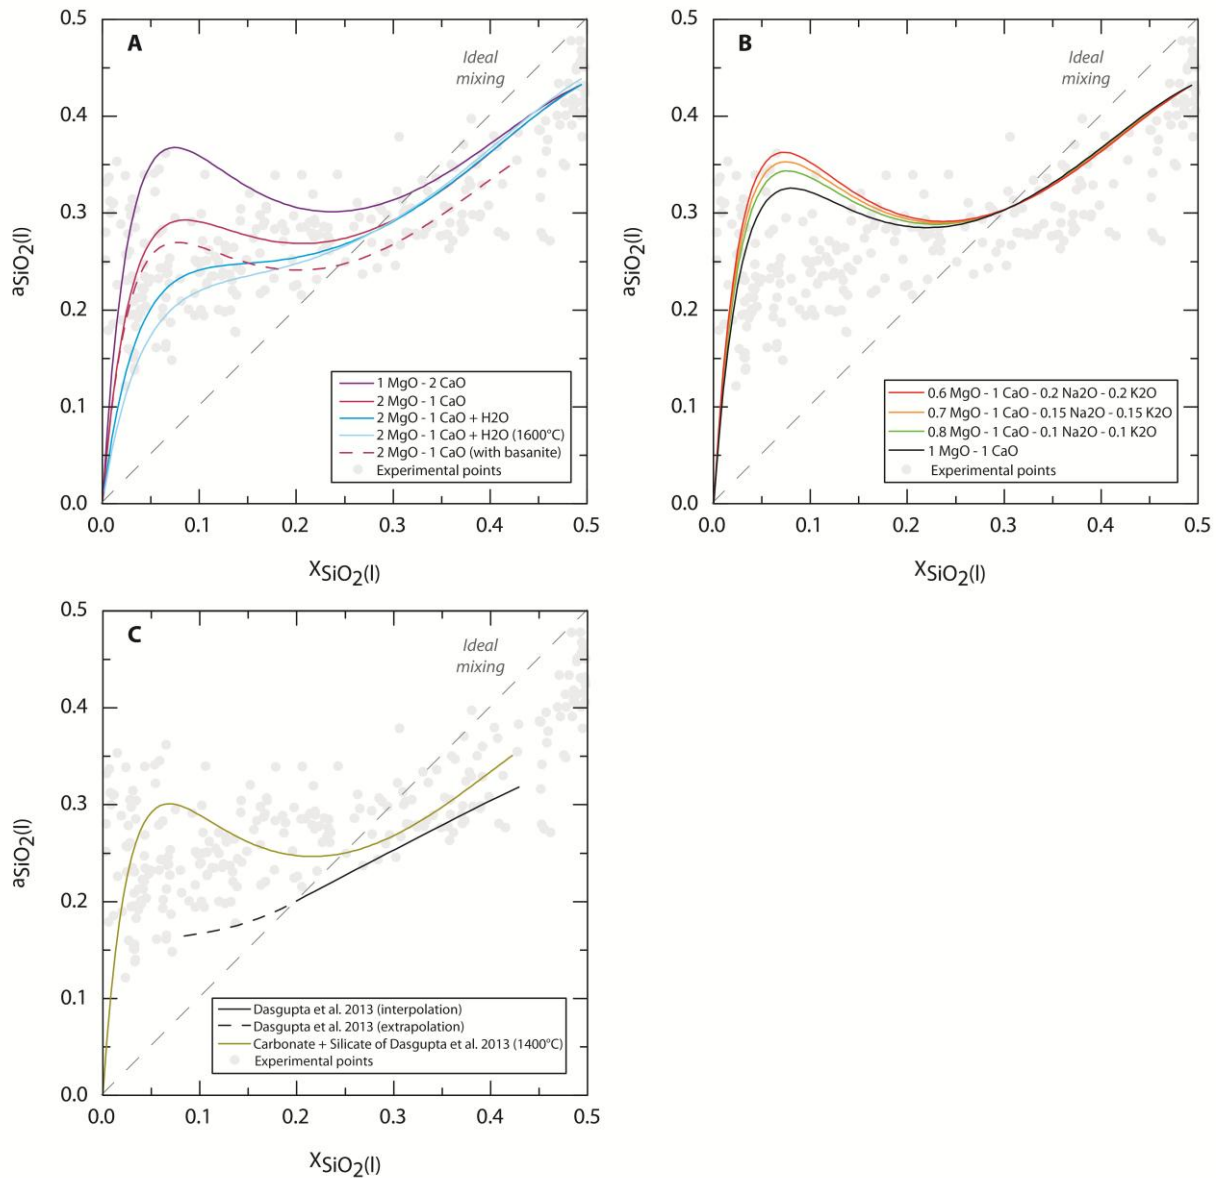 A
Ideal
mixing
0.5
0.4
0.3
0.2
0.1
0.0
aSiO2(l)
1 MgO - 2 CaO
2 MgO - 1 CaO
2 MgO - 1 CaO + H2O
2 MgO - 1 CaO + H2O (1600°C)
2 MgO - 1 CaO (with basanite)
Experimental points
0.0 0.1 0.2 0.3 0.4 0.5
XSiO2(l)
B
Ideal
mixing
0.5
0.4
0.3
0.2
0.1
0.0
aSiO2(l)
0.6 MgO - 1 CaO - 0.2 Na2O - 0.2 K2O
0.7 MgO - 1 CaO - 0.15 Na2O - 0.15 K2O
0.8 MgO - 1 CaO - 0.1 Na2O - 0.1 K2O
1 MgO - 1 CaO
Experimental points
0.0 0.1 0.2 0.3 0.4 0.5
XSiO2(l)
C
Ideal
mixing
0.5
0.4
0.3
0.2
0.1
0.0
aSiO2(l)
Dasgupta et al. 2013 (interpolation)
Dasgupta et al. 2013 (extrapolation)
Carbonate + Silicate of Dasgupta et al. 2013 (1400°C)
Experimental points
0.0 0.1 0.2 0.3 0.4 0.5
XSiO2(l)